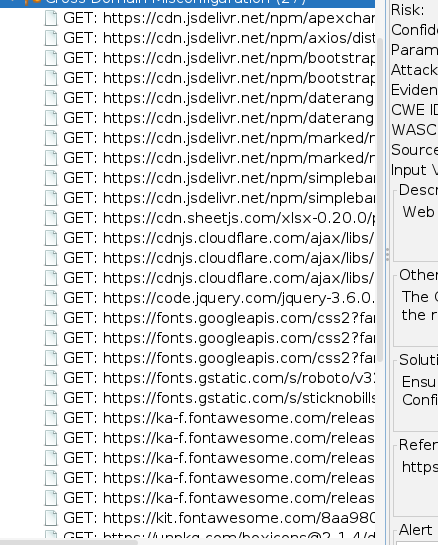 Cross Domain Misconfiguration (27)
GET: https://cdn.jsdelivr.net/npm/apexchar
GET: https://cdn.jsdelivr.net/npm/axios/dist
GET: https://cdn.jsdelivr.net/npm/bootstrap
GET: https://cdn.jsdelivr.net/npm/bootstrap
GET: https://cdn.jsdelivr.net/npm/daterang
GET: https://cdn.jsdelivr.net/npm/daterang
GET: https://cdn.jsdelivr.net/npm/marked/r
GET: https://cdn.jsdelivr.net/npm/marked/r
GET: https://cdn.jsdelivr.net/npm/simpleba
GET: https://cdn.jsdelivr.net/npm/simpleba
GET: https://cdn.sheetjs.com/xlsx-0.20.0/p
GET: https://cdnjs.cloudflare.com/ajax/libs/
GET: https://cdnjs.cloudflare.com/ajax/libs/
GET: https://cdnjs.cloudflare.com/ajax/libs/
GET: https://code.jquery.com/jquery-3.6.0.
GET: https://fonts.googleapis.com/css2?fa
GET: https://fonts.googleapis.com/css2?fa
GET: https://fonts.googleapis.com/css2?fa
GET: https://fonts.gstatic.com/s/roboto/v3
GET: https://fonts.gstatic.com/s/sticknobills
GET: https://ka-f.fontawesome.com/releas
GET: https://ka-f.fontawesome.com/releas
GET: https://ka-f.fontawesome.com/releas
GET: https://ka-f.fontawesome.com/releas
GET: https://ka-f.fontawesome.com/releas
GET: https://kit.fontawesome.com/8aa980
GET: https://unpkg.com/boxicons@2.1.4/d
Risk:
Confid
Param
Attack
Eviden
CWE ID
WASC
Source
Input V
Descr
Web
Other
The C
the r
Soluti
Ensu
Confi
Refer
https
Alert